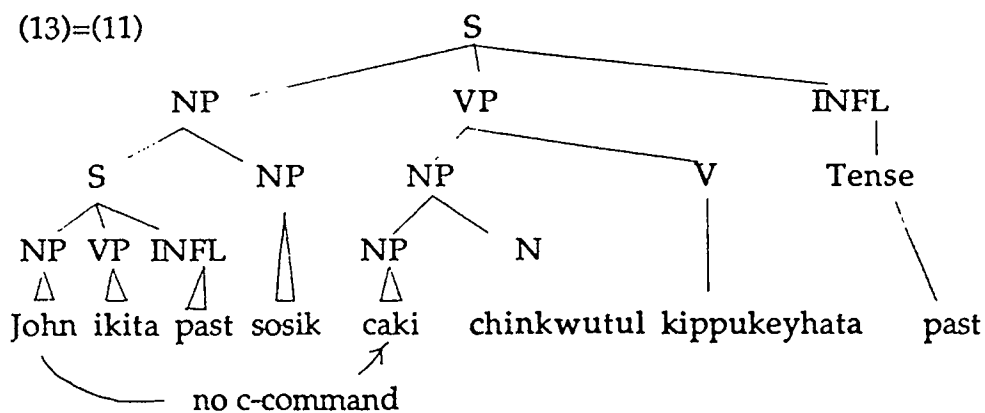 (13)=(11)
S
NP VP INFL
S NP NP V Tense
NP VP INFL NP N
John ikita past sosik caki chinkwutul kippukeyhata past
no c-command